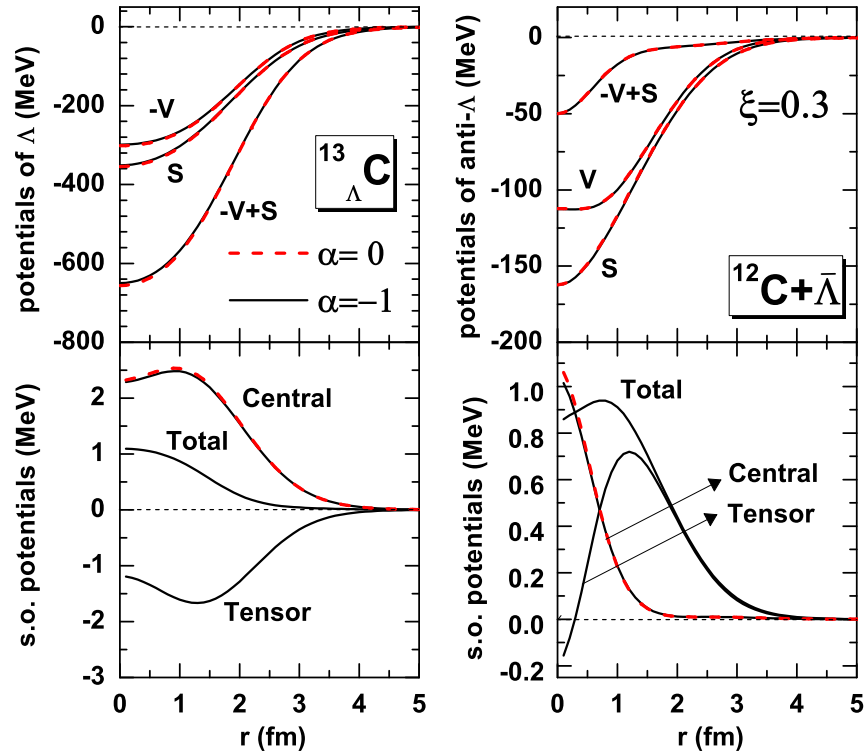 potentials of Λ (MeV)
0
-200
-400
-600
-800
-V
S
-V+S
13
Λ C
α= 0
α=−1
potentials of anti-Λ (MeV)
0
-50
-100
-150
-200
-V+S
ξ=0.3
V
S
12C+Λ̄
s.o. potentials (MeV)
2
1
0
-1
-2
-3
Central
Total
Tensor
0 1 2 3 4 5
r (fm)
s.o. potentials (MeV)
1.0
0.8
0.6
0.4
0.2
0.0
-0.2
Total
Central
Tensor
0 1 2 3 4 5
r (fm)